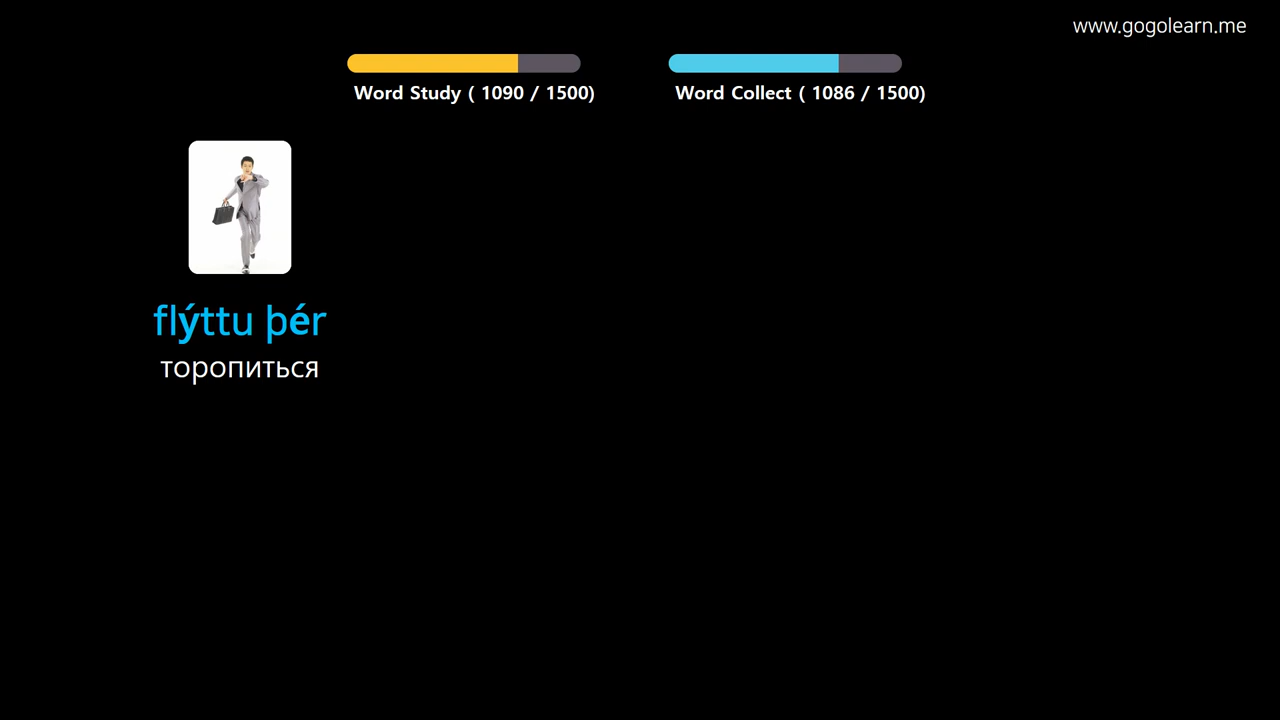 www.gogolearn.me
Word Study ( 1090 / 1500)
Word Collect ( 1086 / 1500)
flýttu þér
торопиться